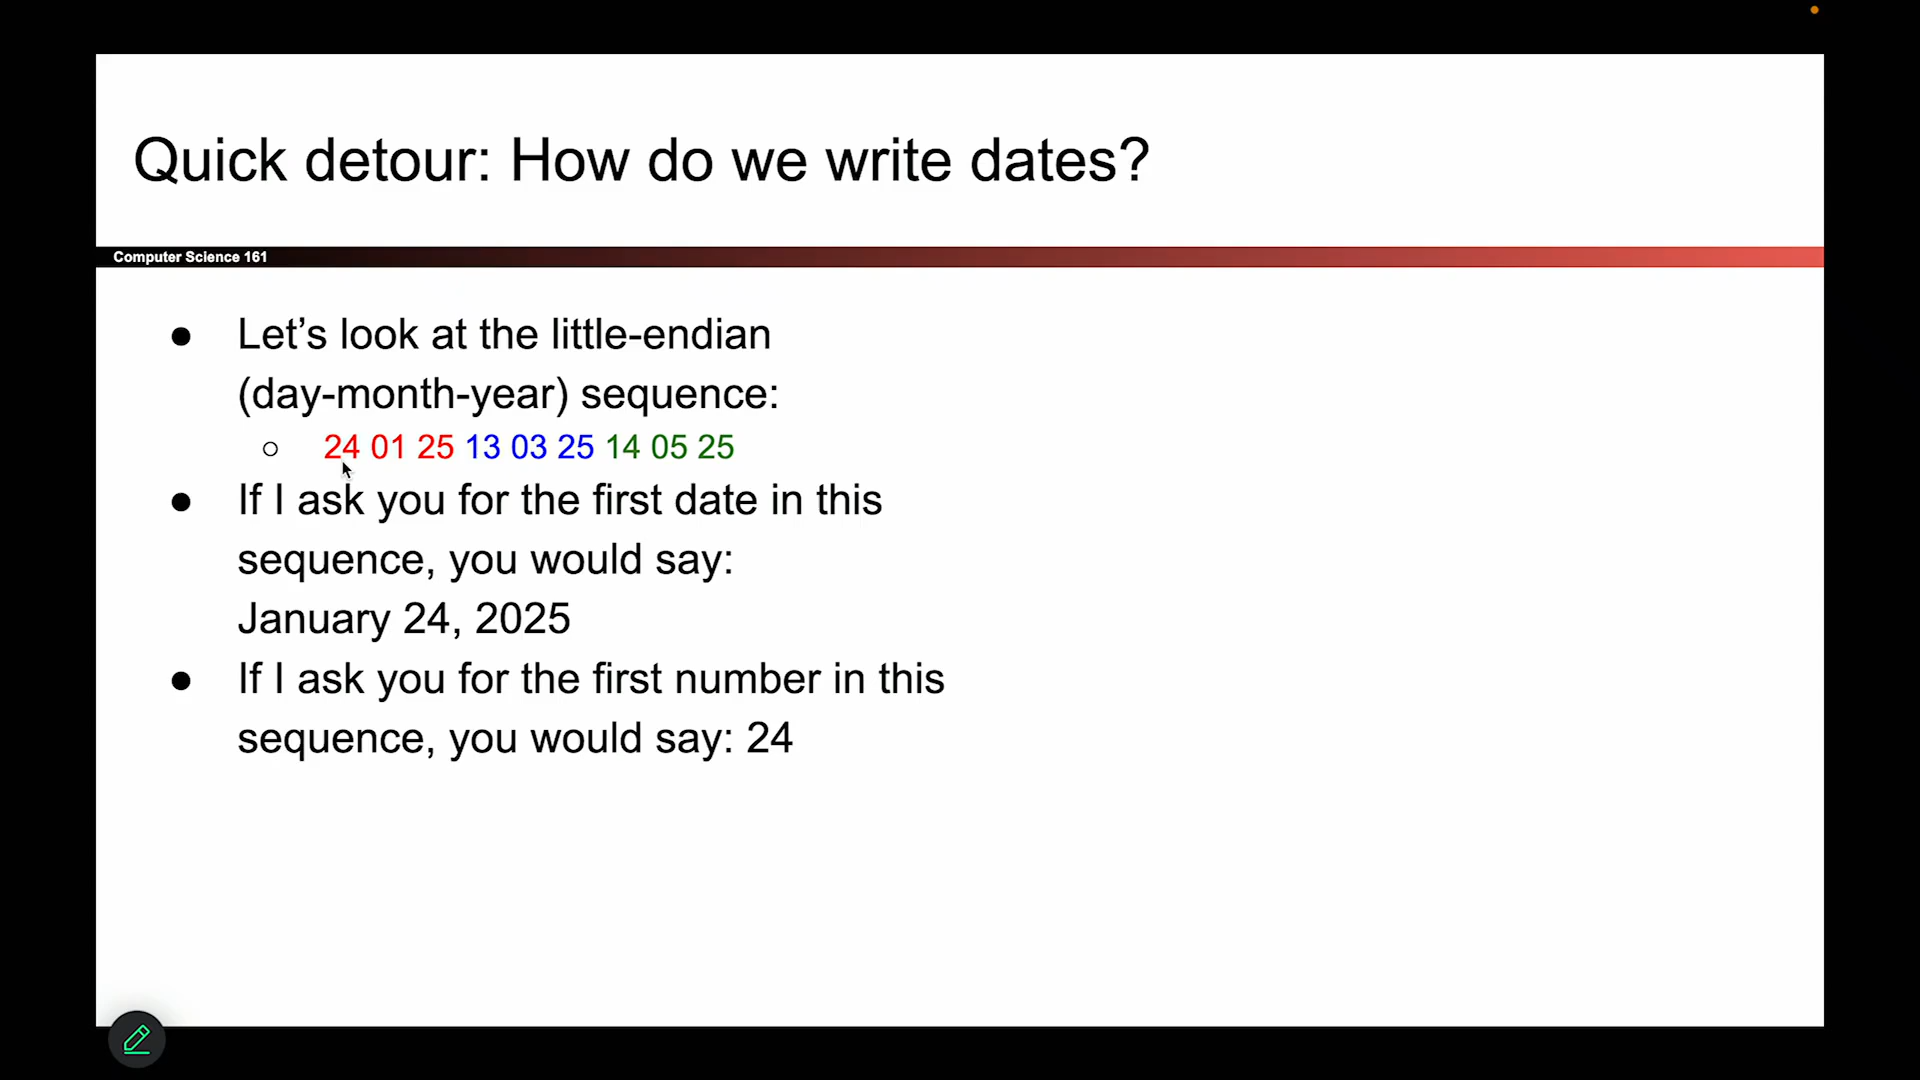 Quick detour: How do we write dates?
Computer Science 161
● Let’s look at the little-endian
(day-month-year) sequence:
○ 24 01 25 13 03 25 14 05 25
● If I ask you for the first date in this
sequence, you would say:
January 24, 2025
● If I ask you for the first number in this
sequence, you would say: 24